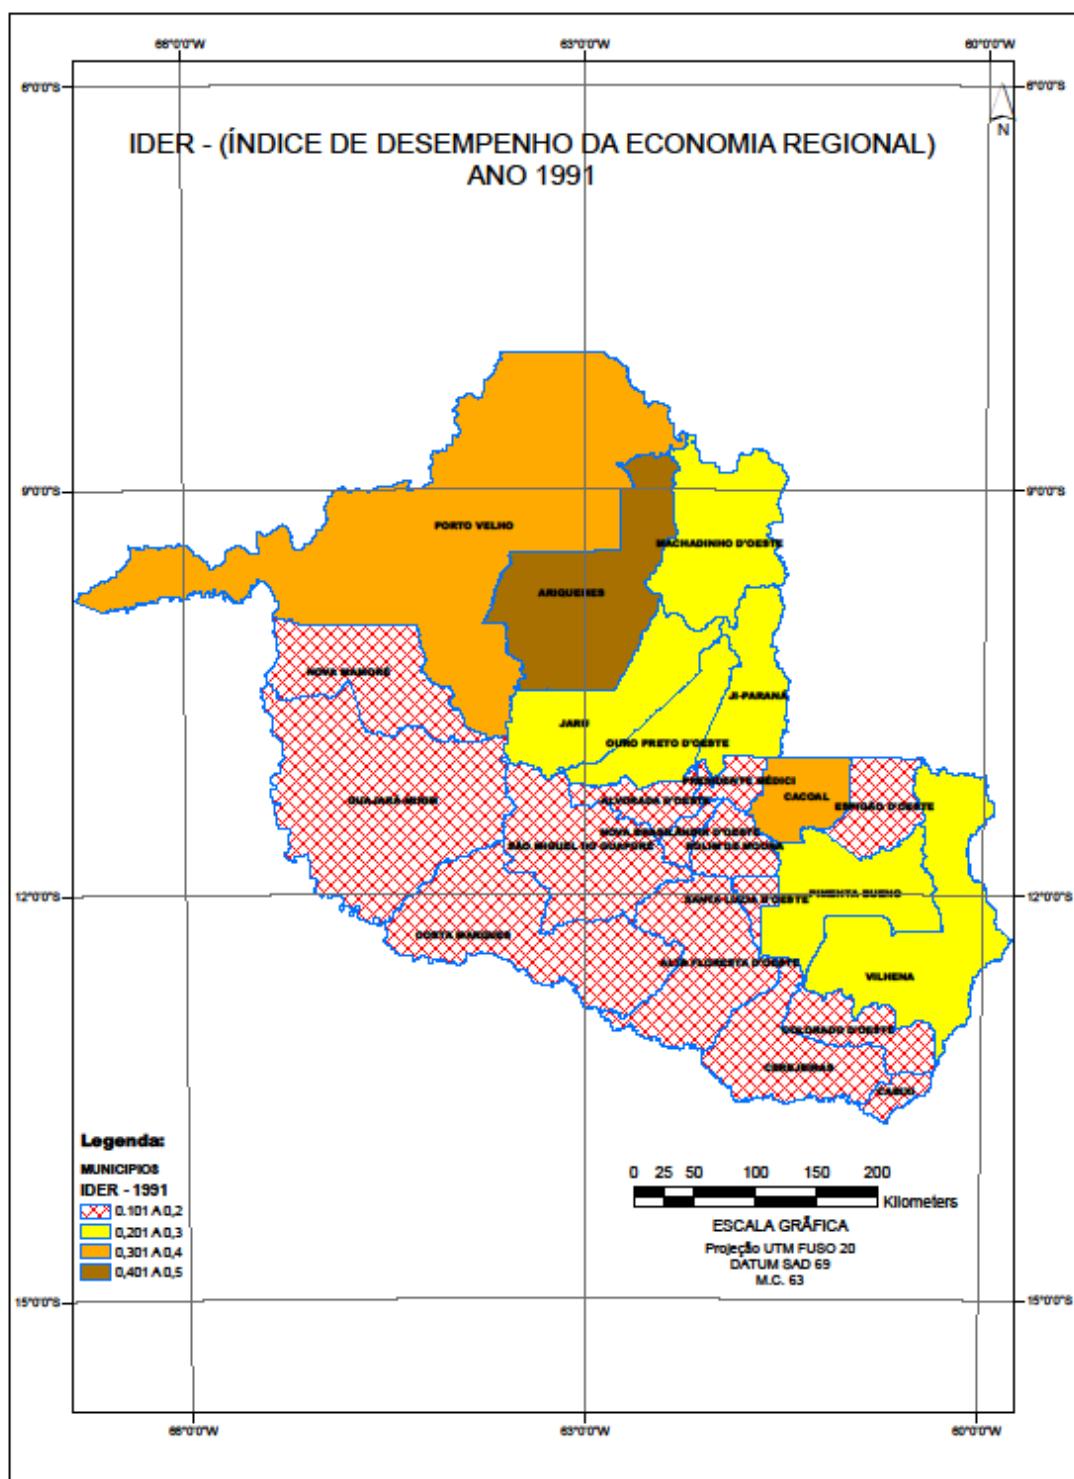 66°0'0"W 63°0'0"W 60°0'0"W
6°0'0"S 6°0'0"S
N
IDER - (ÍNDICE DE DESEMPENHO DA ECONOMIA REGIONAL)
ANO 1991
9°0'0"S 9°0'0"S
PORTO VELHO
MACHADINHO D'OESTE
ARIQUEMES
NOVA MAMORÉ
JI-PARANÁ
JARU
OURO PRETO D'OESTE
PRESIDENTE MÉDICI
CACOAL
GUAJARÁ-MIRIM
ALVORADA D'OESTE
ESPIGÃO D'OESTE
NOVA BRASILÂNDIA D'OESTE
SÃO MIGUEL DO GUAPORÉ
ROLIM DE MOURA
12°0'0"S 12°0'0"S
PIMENTA BUENO
SANTA LUZIA D'OESTE
COSTA MARQUES
ALTA FLORESTA D'OESTE
VILHENA
COLORADO D'OESTE
CEREJEIRAS
CABIXI
Legenda:
MUNICIPIOS
IDER - 1991
0.101 A 0,2
0,201 A 0,3
0,301 A 0,4
0,401 A 0,5
0 25 50 100 150 200
Kilometers
ESCALA GRÃFICA
Projeção UTM FUSO 20
DATUM SAD 69
M.C. 63
15°0'0"S 15°0'0"S
66°0'0"W 63°0'0"W 60°0'0"W